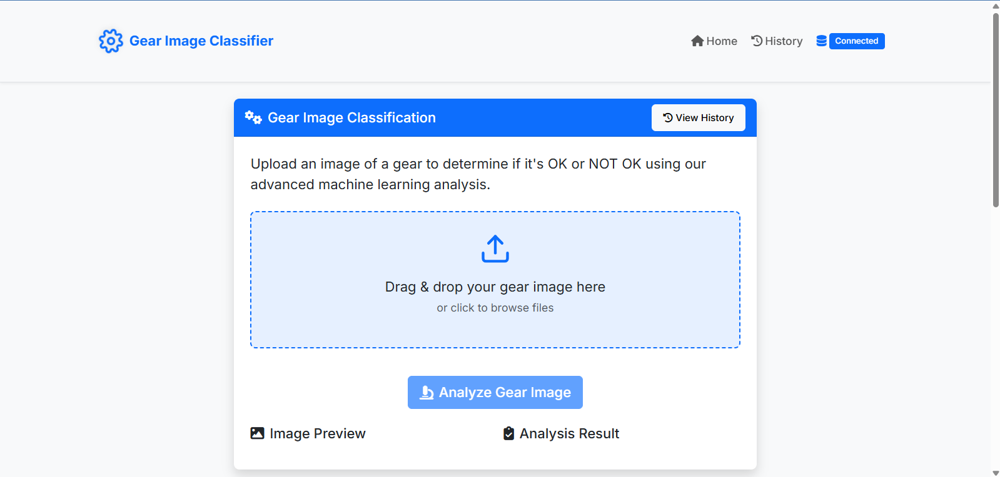 Gear Image Classifier
Home
History
Connected
Gear Image Classification
View History
Upload an image of a gear to determine if it's OK or NOT OK using our
advanced machine learning analysis.
Drag & drop your gear image here
or click to browse files
Analyze Gear Image
Image Preview
Analysis Result